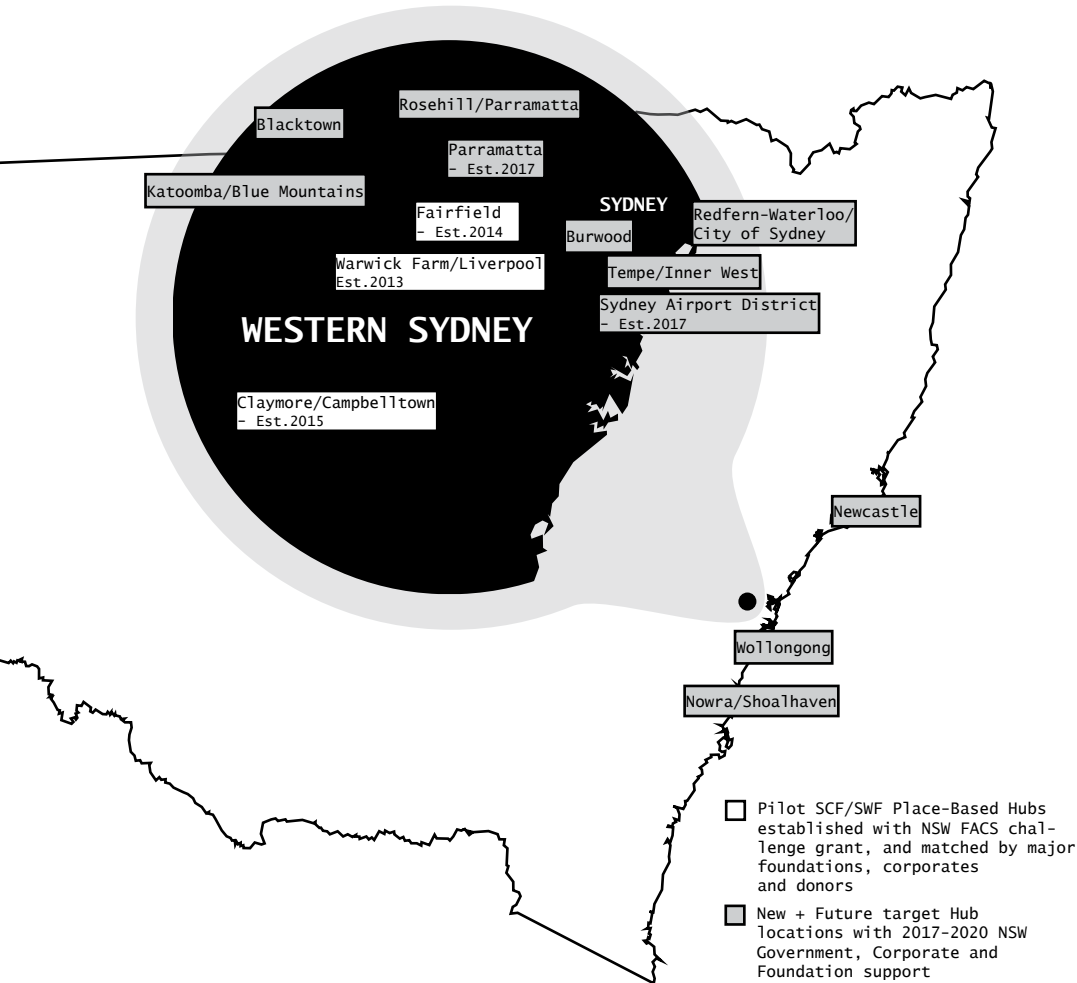 Rosehill/Parramatta
Blacktown
Parramatta
– Est.2017
Katoomba/Blue Mountains
SYDNEY
Fairfield
– Est.2014
Redfern-Waterloo/
City of Sydney
Burwood
Warwick Farm/Liverpool
Est.2013
Tempe/Inner West
Sydney Airport District
– Est.2017
WESTERN SYDNEY
Claymore/Campbelltown
– Est.2015
Newcastle
Wollongong
Nowra/Shoalhaven
Pilot SCF/SWF Place-Based Hubs
established with NSW FACS chal-
lenge grant, and matched by major
foundations, corporates
and donors
New + Future target Hub
locations with 2017-2020 NSW
Government, Corporate and
Foundation support